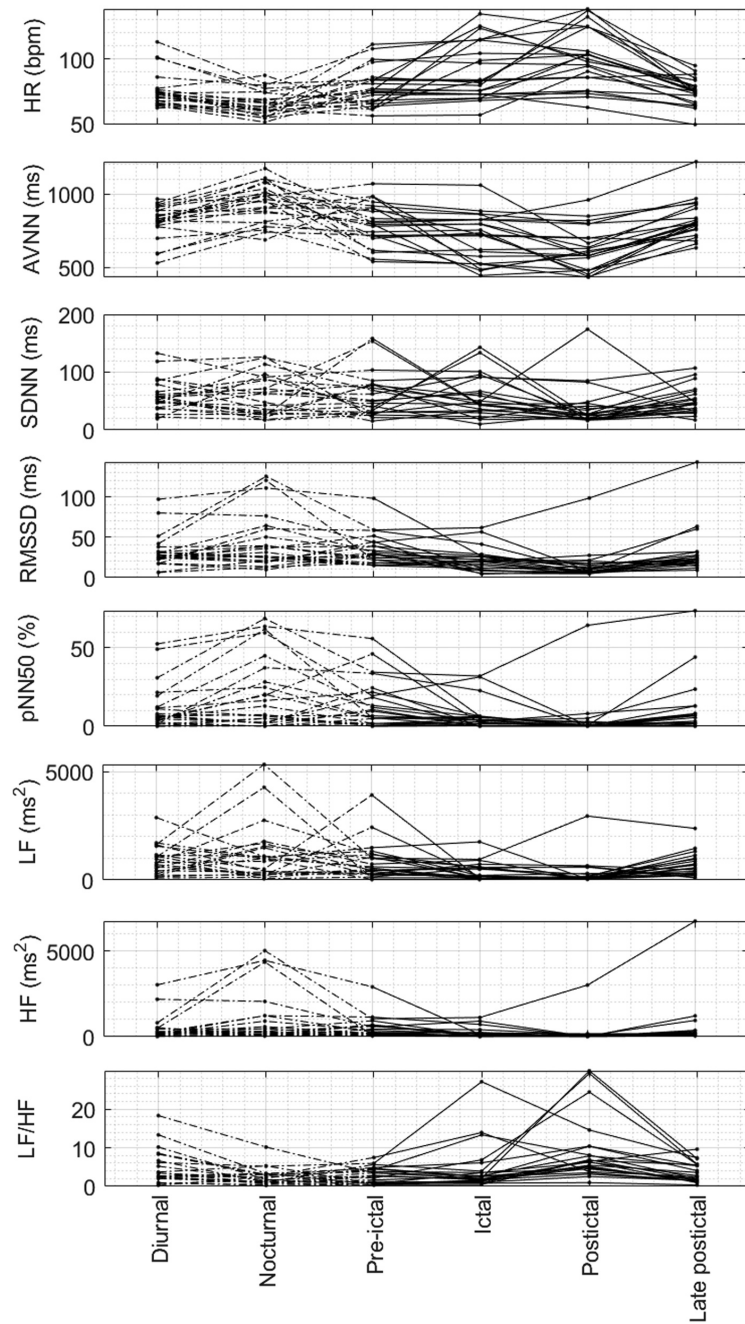 HR (bpm)
100
50
AVNN (ms)
1000
500
SDNN (ms)
200
100
0
RMSSD (ms)
100
50
0
pNN50 (%)
50
0
LF (ms²)
5000
0
HF (ms²)
5000
0
LF/HF
20
10
0
Diurnal
Nocturnal
Pre-ictal
Ictal
Postictal
Late postictal